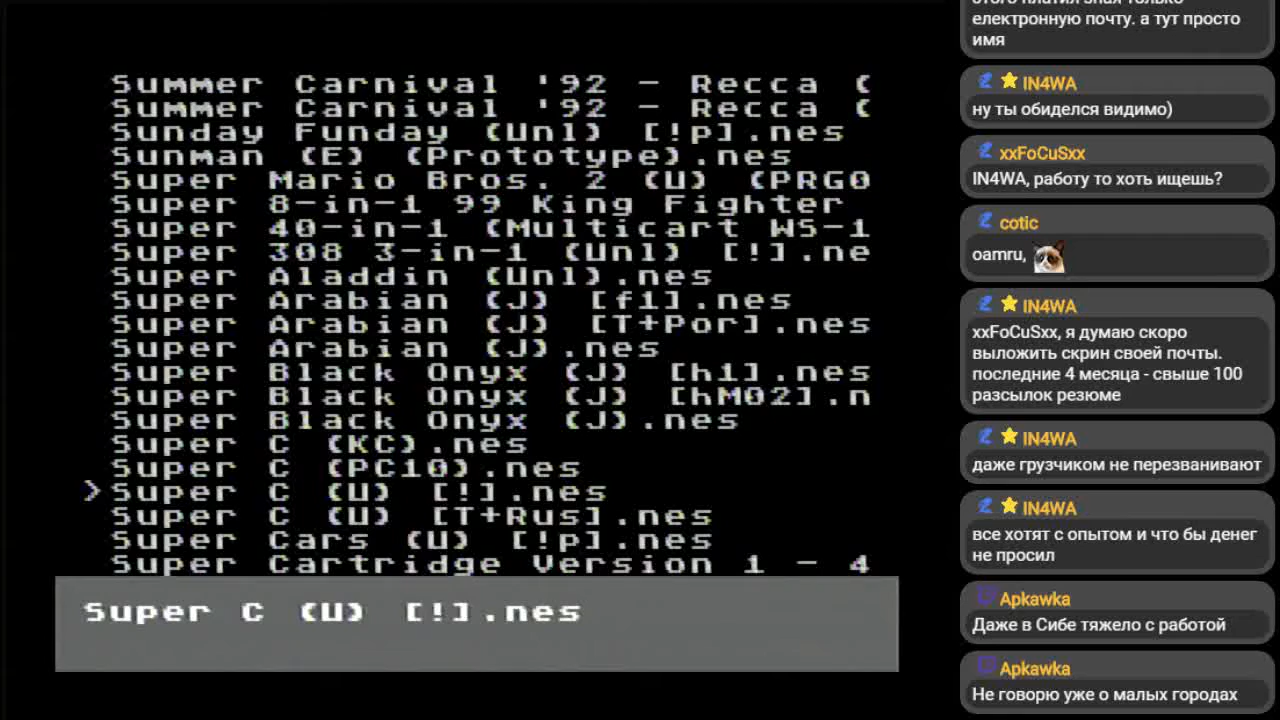 Summer Carnival '92 - Recca (
Summer Carnival '92 - Recca (
Sunday Funday (Unl) [!p].nes
Sunman (E) (Prototype).nes
Super Mario Bros. 2 (U) (PRG0
Super 8-in-1 99 King Fighter
Super 40-in-1 (Multicart WS-1
Super 308 3-in-1 (Unl) [!].ne
Super Aladdin (Unl).nes
Super Arabian (J) [f1].nes
Super Arabian (J) [T+Por].nes
Super Arabian (J).nes
Super Black Onyx (J) [h1].nes
Super Black Onyx (J) [hM02].n
Super Black Onyx (J).nes
Super C (KC).nes
Super C (PC10).nes
>Super C (U) [!].nes
Super C (U) [T+Rus].nes
Super Cars (U) [!p].nes
Super Cartridge Version 1 - 4
Super C (U) [!].nes
електронную почту. а тут просто
имя
IN4WA
ну ты обиделся видимо)
xxFoCuSxx
IN4WA, работу то хоть ищешь?
cotic
oamru,
IN4WA
xxFoCuSxx, я думаю скоро
выложить скрин своей почты.
последние 4 месяца - свыше 100
разсылок резюме
IN4WA
даже грузчиком не перезванивают
IN4WA
все хотят с опытом и что бы денег
не просил
Apkawka
Даже в Сибе тяжело с работой
Apkawka
Не говорю уже о малых городах